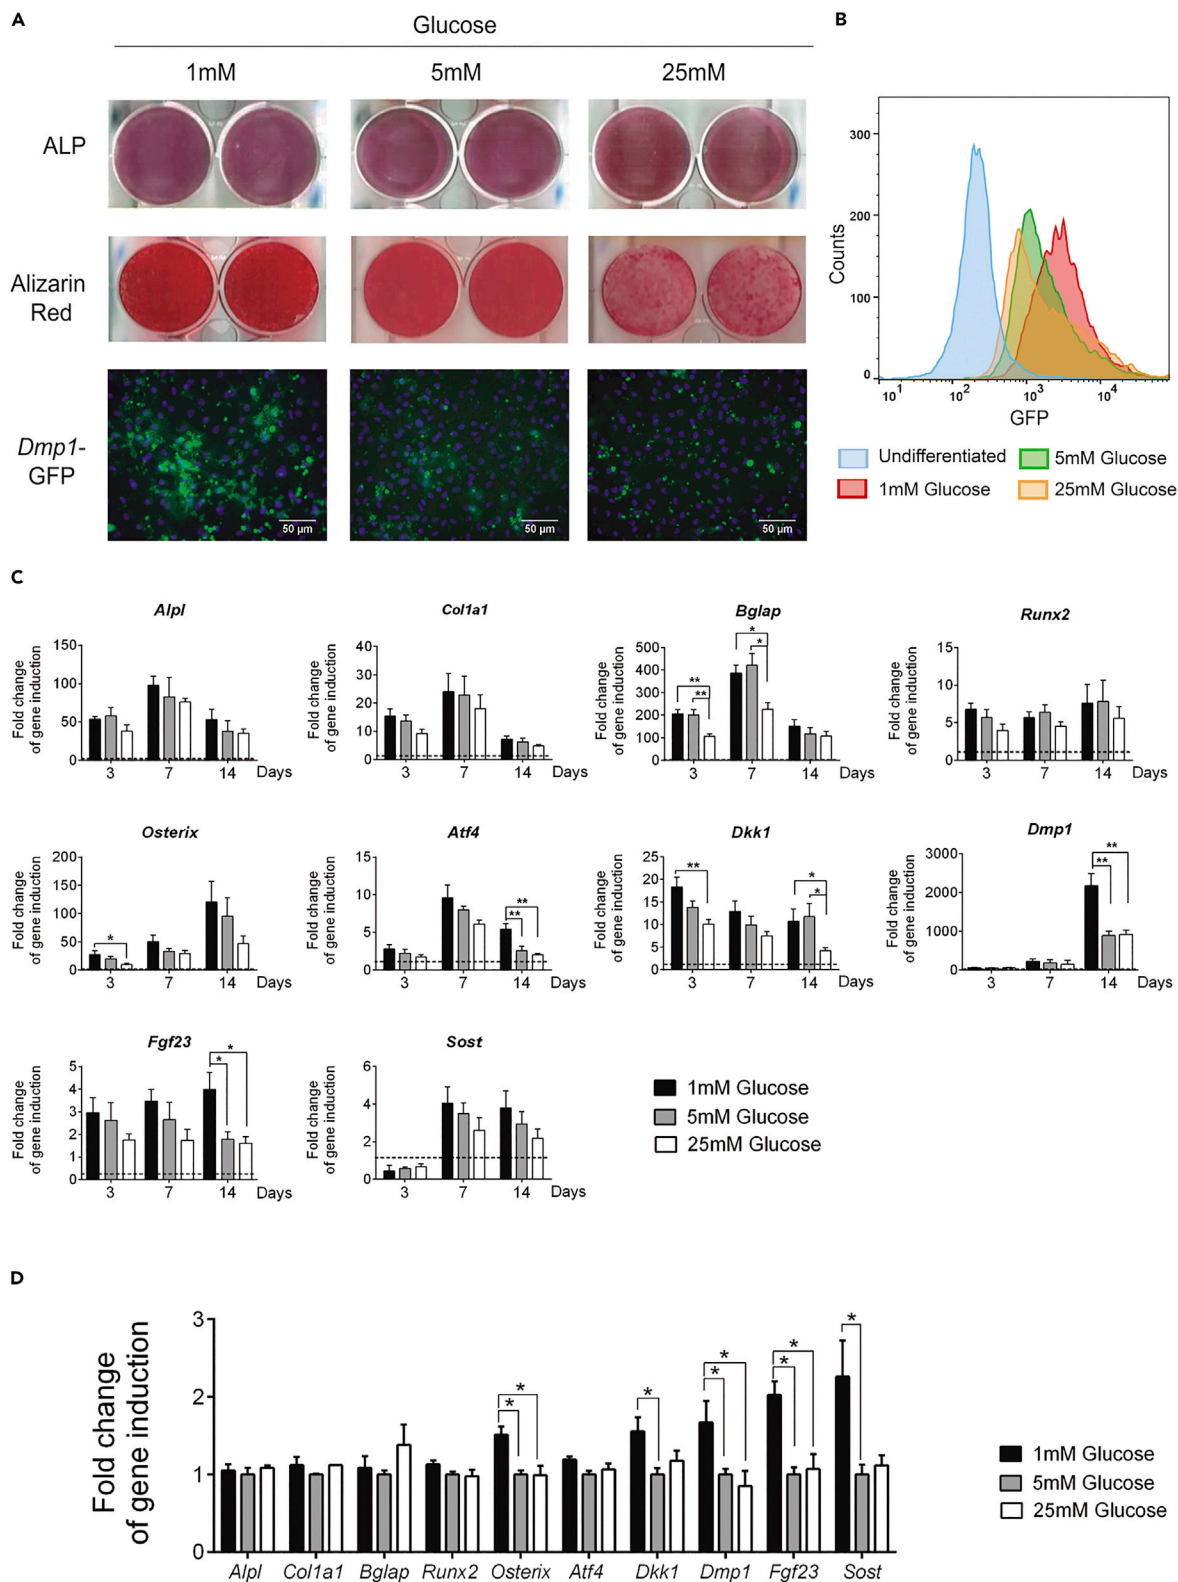 A
Glucose
1mM 5mM 25mM
ALP
Alizarin
Red
Dmp1-
GFP
50 µm 50 µm 50 µm
B
Counts
300
200
100
0
10¹ 10² 10³ 10⁴
GFP
Undifferentiated 5mM Glucose
1mM Glucose 25mM Glucose
C
Alpl
Fold change
of gene induction
150
100
50
0
3 7 14 Days
Col1a1
Fold change
of gene induction
40
30
20
10
0
3 7 14 Days
Bglap
Fold change
of gene induction
500
400
300
200
100
0
** ** * *
3 7 14 Days
Runx2
Fold change
of gene induction
15
10
5
0
3 7 14 Days
Osterix
Fold change
of gene induction
200
150
100
50
0
*
3 7 14 Days
Atf4
Fold change
of gene induction
15
10
5
0
** **
3 7 14 Days
Dkk1
Fold change
of gene induction
25
20
15
10
5
0
** * *
3 7 14 Days
Dmp1
Fold change
of gene induction
3000
2000
1000
0
** **
3 7 14 Days
Fgf23
Fold change
of gene induction
5
4
3
2
1
0
* *
3 7 14 Days
Sost
Fold change
of gene induction
6
4
2
0
3 7 14 Days
1mM Glucose
5mM Glucose
25mM Glucose
D
Fold change
of gene induction
3
2
1
0
* * * * * * * *
Alpl Col1a1 Bglap Runx2 Osterix Atf4 Dkk1 Dmp1 Fgf23 Sost
1mM Glucose
5mM Glucose
25mM Glucose